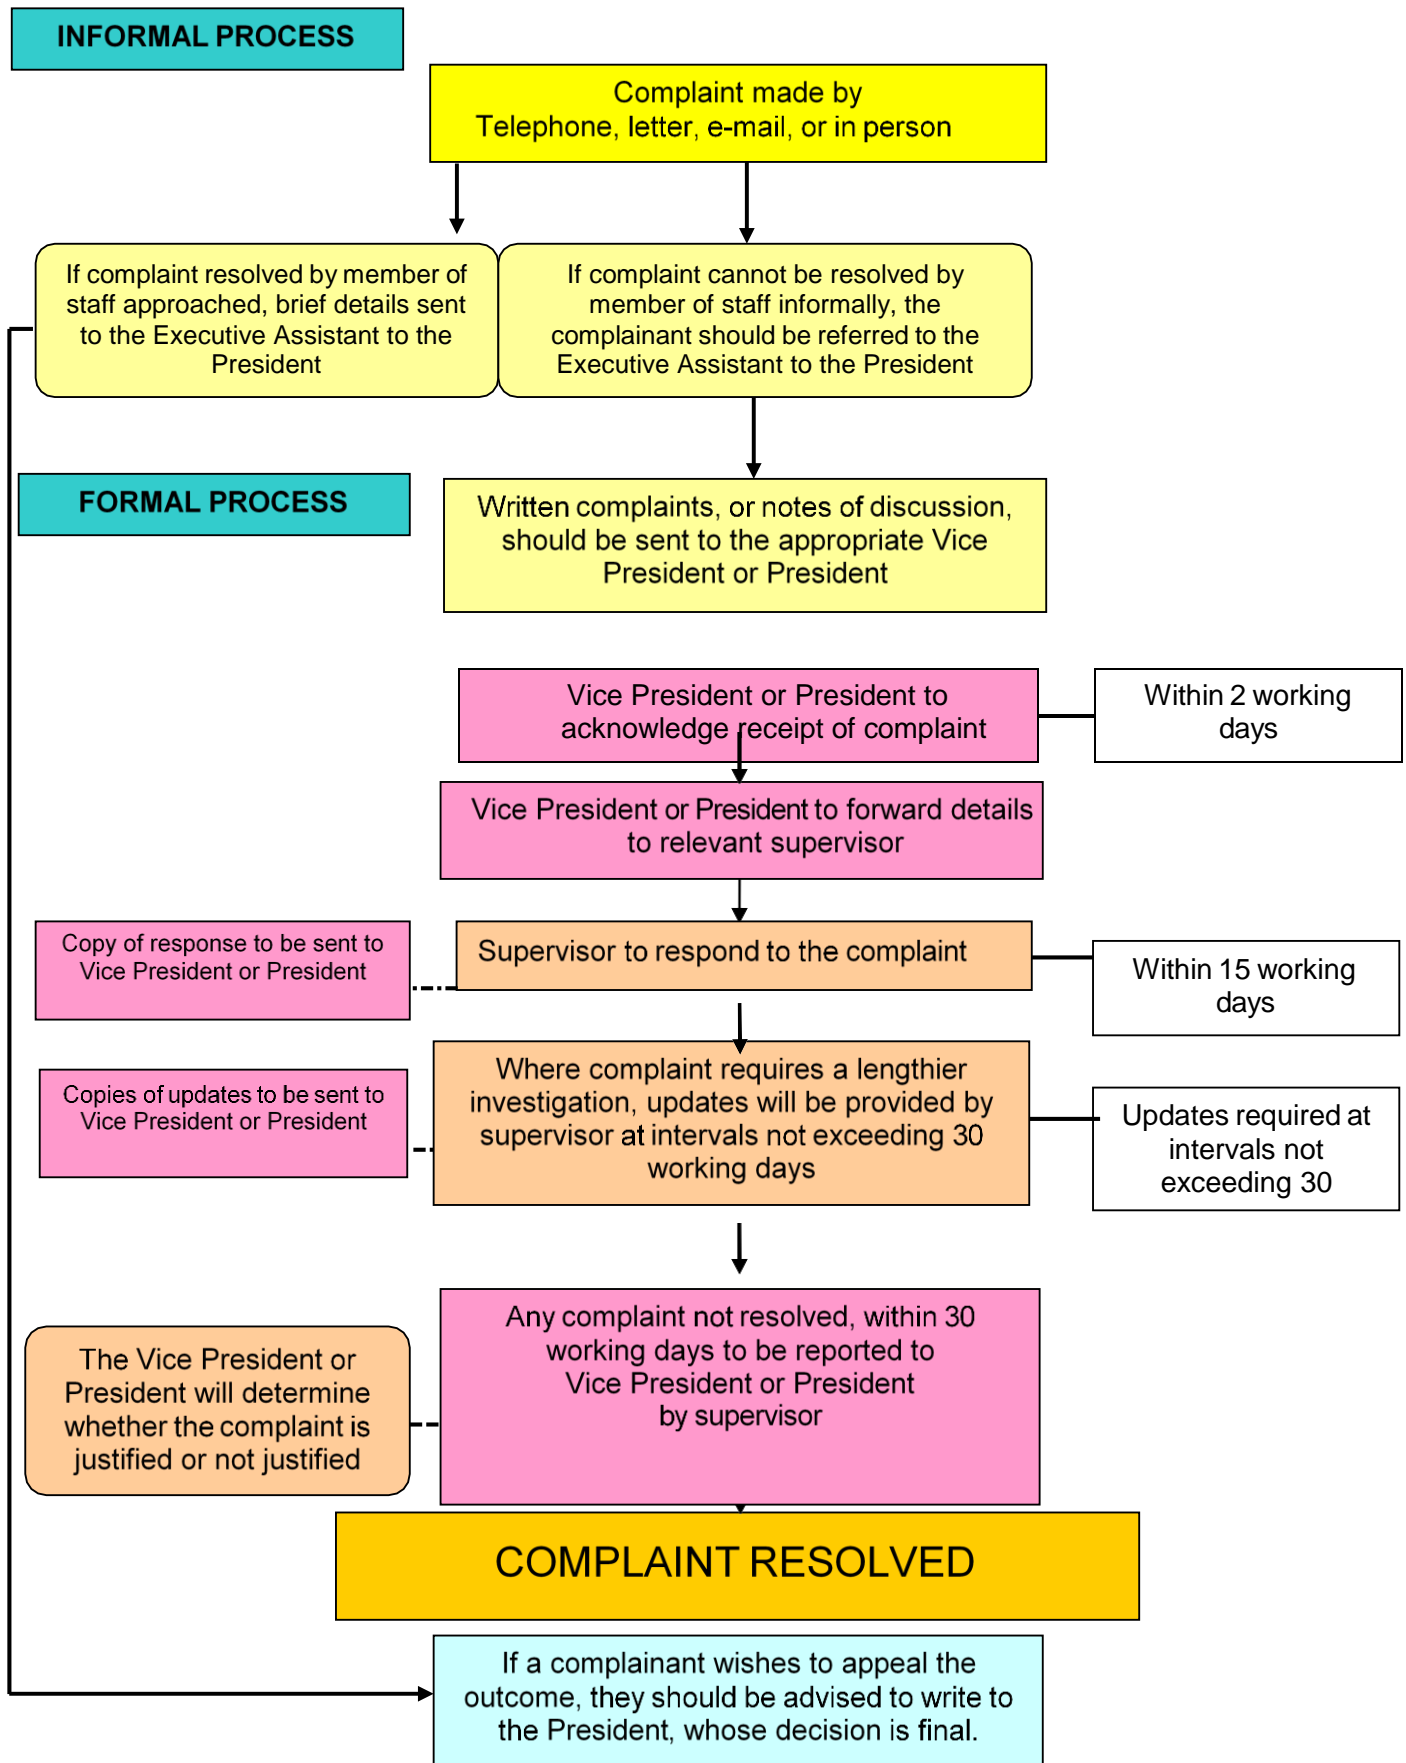 INFORMAL PROCESS
Complaint made by
Telephone, letter, e-mail, or in person
If complaint resolved by member of
staff approached, brief details sent
to the Executive Assistant to the
President
If complaint cannot be resolved by
member of staff informally, the
complainant should be referred to the
Executive Assistant to the President
FORMAL PROCESS
Written complaints, or notes of discussion,
should be sent to the appropriate Vice
President or President
Vice President or President to
acknowledge receipt of complaint
Within 2 working
days
Vice President or President to forward details
to relevant supervisor
Copy of response to be sent to
Vice President or President
Supervisor to respond to the complaint
Within 15 working
days
Copies of updates to be sent to
Vice President or President
Where complaint requires a lengthier
investigation, updates will be provided by
supervisor at intervals not exceeding 30
working days
Updates required at
intervals not
exceeding 30
The Vice President or
President will determine
whether the complaint is
justified or not justified
Any complaint not resolved, within 30
working days to be reported to
Vice President or President
by supervisor
COMPLAINT RESOLVED
If a complainant wishes to appeal the
outcome, they should be advised to write to
the President, whose decision is final.